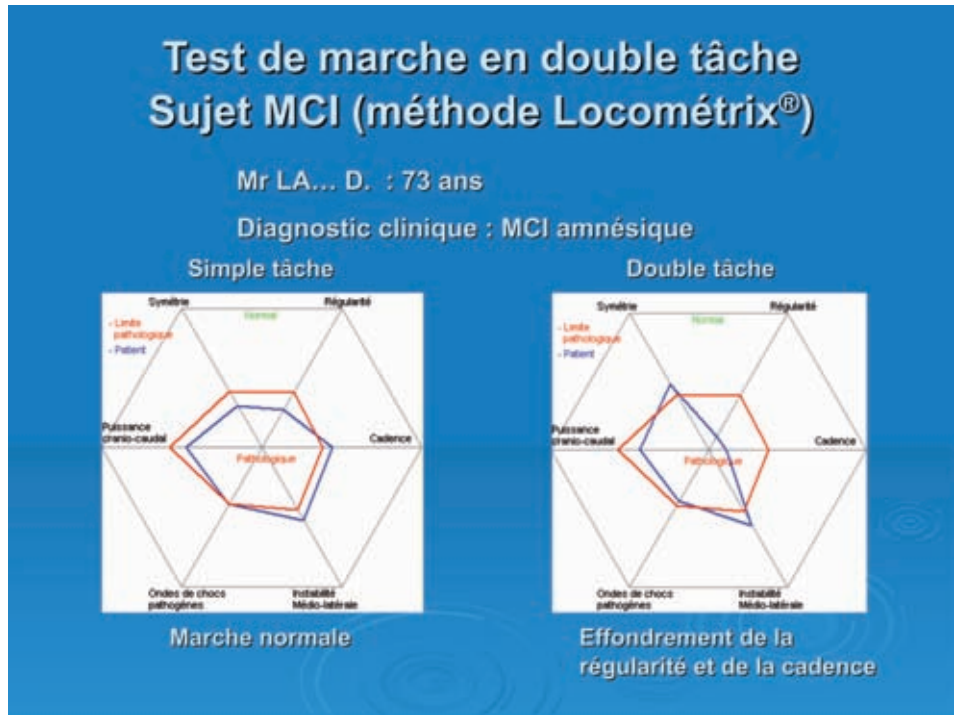 Test de marche en double tâche
Sujet MCI (méthode Locométrix®)
Mr LA... D. : 73 ans
Diagnostic clinique : MCI amnésique
Simple tâche
Symétrie
Régularité
Normal
- Limite
pathologique
- Patient
Puissance
cranio-caudal
Cadence
Pathologique
Ondes de chocs
pathogènes
Instabilité
Médio-latérale
Marche normale
Double tâche
Symétrie
Régularité
Normal
- Limite
pathologique
- Patient
Puissance
cranio-caudal
Cadence
Pathologique
Ondes de chocs
pathogènes
Instabilité
Médio-latérale
Effondrement de la
régularité et de la cadence